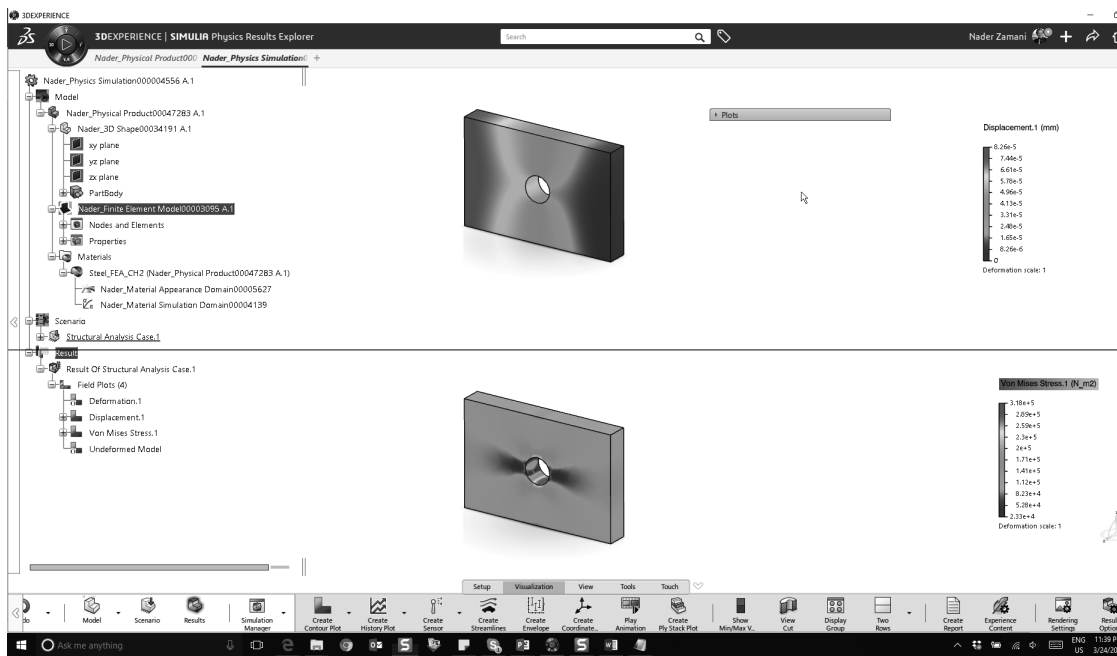 3DEXPERIENCE
3DEXPERIENCE | SIMULIA Physics Results Explorer
Search
Nader Zamani
Nader_Physical Product000
Nader_Physics Simulation0
Nader_Physics Simulation000004556 A.1
Model
Nader_Physical Product00047283 A.1
Nader_3D Shape00034191 A.1
xy plane
yz plane
zx plane
PartBody
Nader_Finite Element Model00003095 A.1
Nodes and Elements
Properties
Materials
Steel_FEA_CH2 (Nader_Physical Product00047283 A.1)
Nader_Material Appearance Domain00005627
Nader_Material Simulation Domain00004139
Scenario
Structural Analysis Case.1
Result
Result Of Structural Analysis Case.1
Field Plots (4)
Deformation.1
Displacement.1
Von Mises Stress.1
Undeformed Model
Plots
Displacement.1 (mm)
8.26e-5
7.44e-5
6.61e-5
5.78e-5
4.96e-5
4.13e-5
3.31e-5
2.48e-5
1.65e-5
8.26e-6
0
Deformation scale: 1
Von Mises Stress.1 (N_m2)
3.18e+5
2.89e+5
2.59e+5
2.3e+5
2e+5
1.71e+5
1.41e+5
1.12e+5
8.23e+4
5.28e+4
2.33e+4
Deformation scale: 1
Setup Visualization View Tools Touch
Model
Scenario
Results
Simulation Manager
Create Contour Plot
Create History Plot
Create Sensor
Create Streamlines
Create Envelope
Create Coordinate...
Play Animation
Create Ply Stack Plot
Show Min/Max V...
View Cut
Display Group
Two Rows
Create Report
Experience Content
Rendering Settings
Resul
Option
Ask me anything
ENG 11:39 P
US 3/24/20